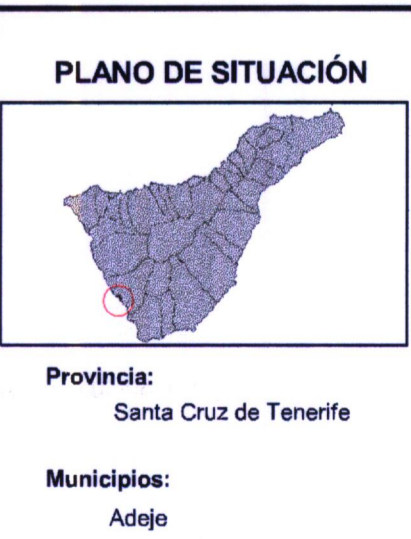 PLANO DE SITUACIÓN
Provincia:
Santa Cruz de Tenerife
Municipios:
Adeje